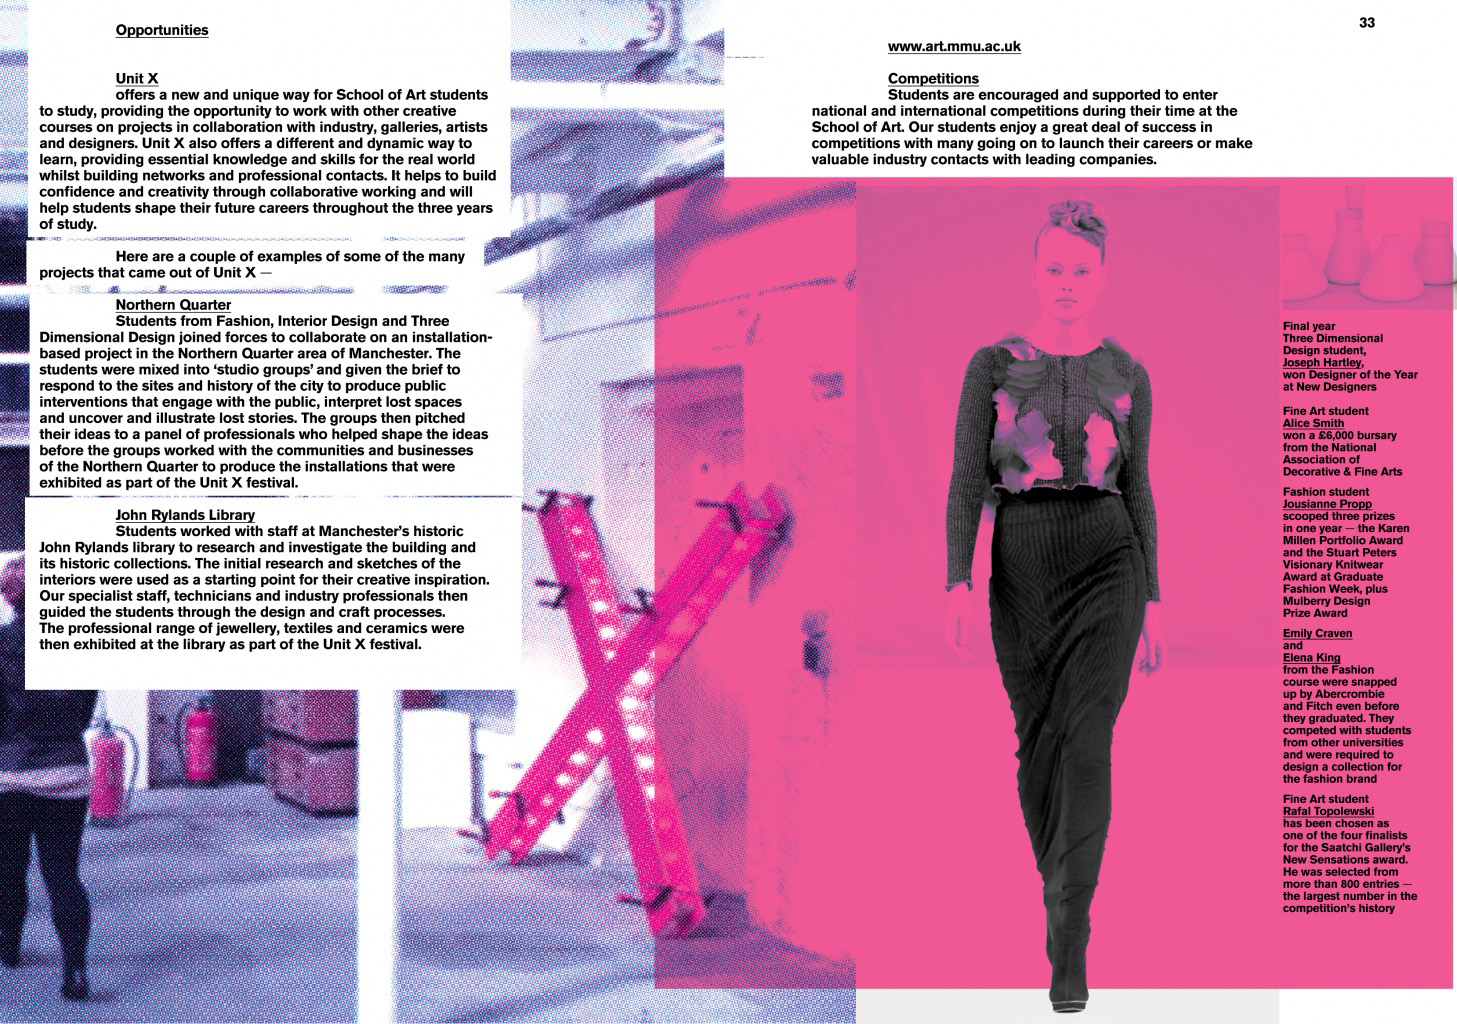 Opportunities
Unit X
offers a new and unique way for School of Art students
to study, providing the opportunity to work with other creative
courses on projects in collaboration with industry, galleries, artists
and designers. Unit X also offers a different and dynamic way to
learn, providing essential knowledge and skills for the real world
whilst building networks and professional contacts. It helps to build
confidence and creativity through collaborative working and will
help students shape their future careers throughout the three years
of study.
Here are a couple of examples of some of the many
projects that came out of Unit X —
Northern Quarter
Students from Fashion, Interior Design and Three
Dimensional Design joined forces to collaborate on an installation-
based project in the Northern Quarter area of Manchester. The
students were mixed into ‘studio groups’ and given the brief to
respond to the sites and history of the city to produce public
interventions that engage with the public, interpret lost spaces
and uncover and illustrate lost stories. The groups then pitched
their ideas to a panel of professionals who helped shape the ideas
before the groups worked with the communities and businesses
of the Northern Quarter to produce the installations that were
exhibited as part of the Unit X festival.
John Rylands Library
Students worked with staff at Manchester’s historic
John Rylands library to research and investigate the building and
its historic collections. The initial research and sketches of the
interiors were used as a starting point for their creative inspiration.
Our specialist staff, technicians and industry professionals then
guided the students through the design and craft processes.
The professional range of jewellery, textiles and ceramics were
then exhibited at the library as part of the Unit X festival.
33
www.art.mmu.ac.uk
Competitions
Students are encouraged and supported to enter
national and international competitions during their time at the
School of Art. Our students enjoy a great deal of success in
competitions with many going on to launch their careers or make
valuable industry contacts with leading companies.
Final year
Three Dimensional
Design student,
Joseph Hartley,
won Designer of the Year
at New Designers
Fine Art student
Alice Smith
won a £6,000 bursary
from the National
Association of
Decorative & Fine Arts
Fashion student
Jousianne Propp
scooped three prizes
in one year — the Karen
Millen Portfolio Award
and the Stuart Peters
Visionary Knitwear
Award at Graduate
Fashion Week, plus
Mulberry Design
Prize Award
Emily Craven
and
Elena King
from the Fashion
course were snapped
up by Abercrombie
and Fitch even before
they graduated. They
competed with students
from other universities
and were required to
design a collection for
the fashion brand
Fine Art student
Rafal Topolewski
has been chosen as
one of the four finalists
for the Saatchi Gallery’s
New Sensations award.
He was selected from
more than 800 entries —
the largest number in the
competition’s history